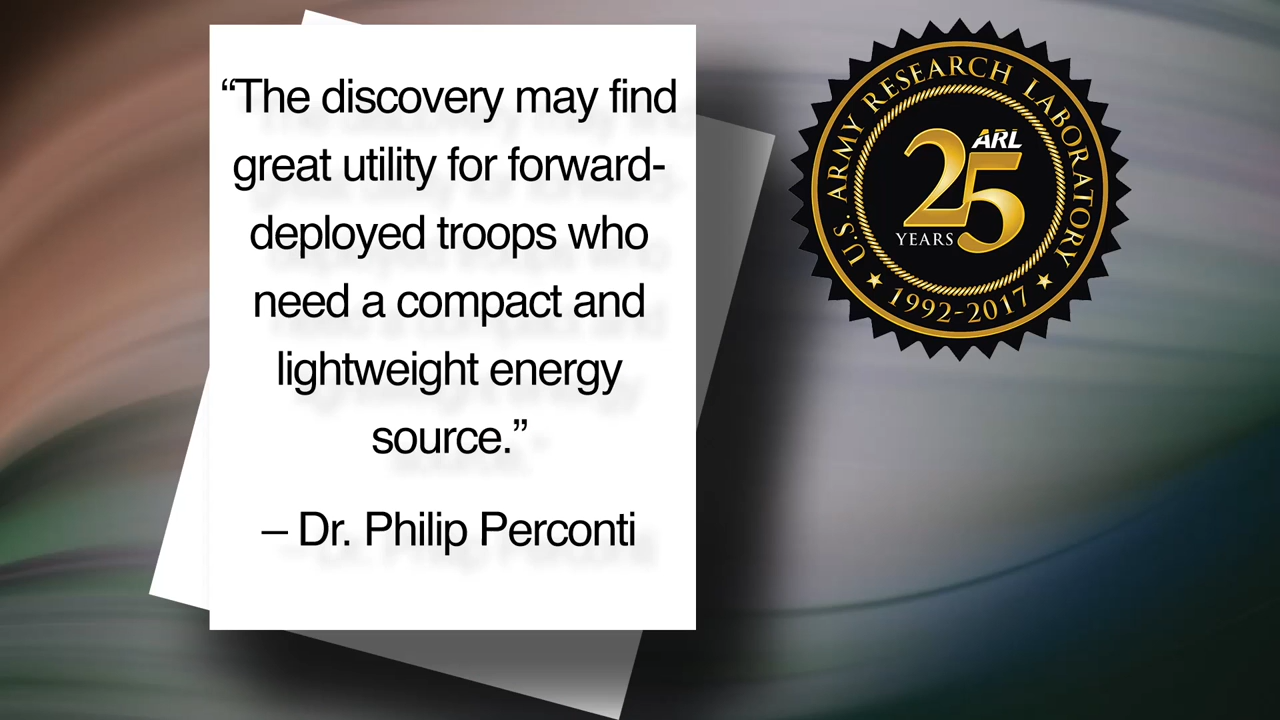 “The discovery may find
great utility for forward-
deployed troops who
need a compact and
lightweight energy
source.”
– Dr. Philip Perconti
U.S. ARMY RESEARCH LABORATORY
ARL
25
YEARS
1992-2017